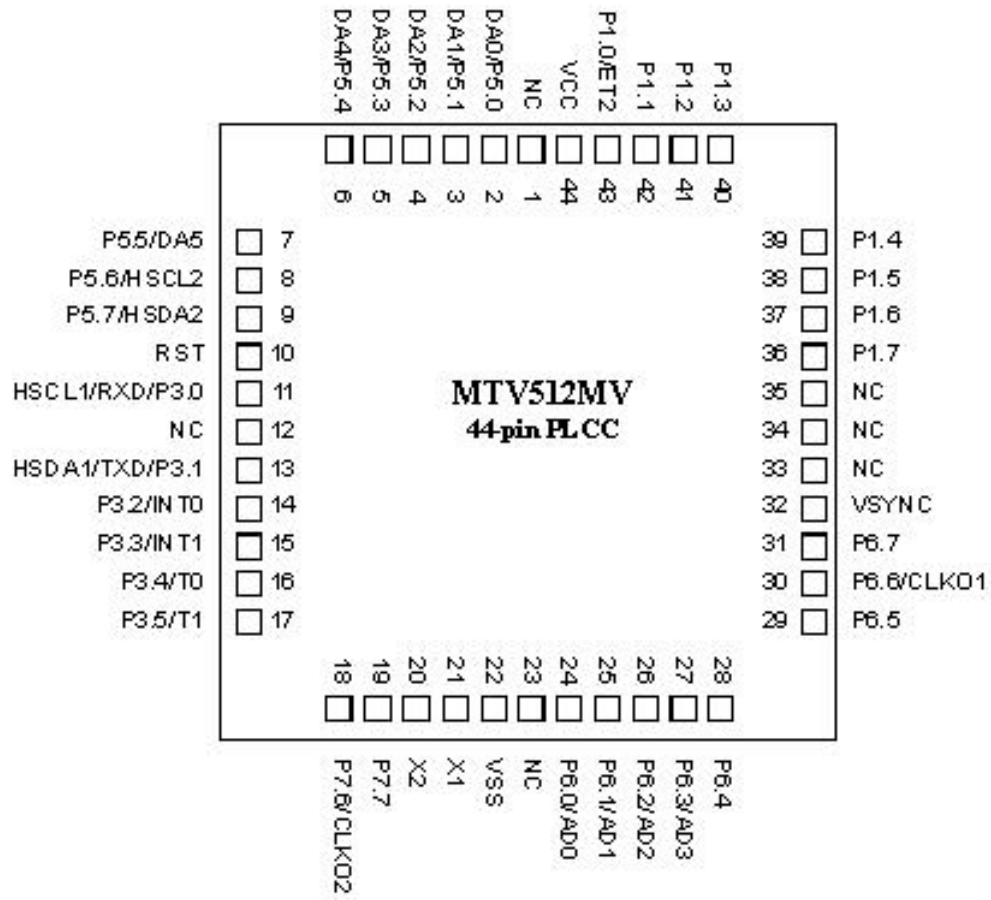 DA4/P5.4
DA3/P5.3
DA2/P5.2
DA1/P5.1
DA0/P5.0
NC
VCC
P1.0/ET2
P1.1
P1.2
P1.3
6
5
4
3
2
1
44
43
42
41
40
P5.5/DA5 7
P5.6/HSCL2 8
P5.7/HSDA2 9
RST 10
HSCL1/RXD/P3.0 11
NC 12
HSDA1/TXD/P3.1 13
P3.2/INT0 14
P3.3/INT1 15
P3.4/T0 16
P3.5/T1 17
MTV512MV
44-pin PLCC
39 P1.4
38 P1.5
37 P1.6
36 P1.7
35 NC
34 NC
33 NC
32 VSYNC
31 P6.7
30 P6.6/CLKO1
29 P6.5
18
19
20
21
22
23
24
25
26
27
28
P7.6/CLKO2
P7.7
X2
X1
VSS
NC
P6.0/AD0
P6.1/AD1
P6.2/AD2
P6.3/AD3
P6.4